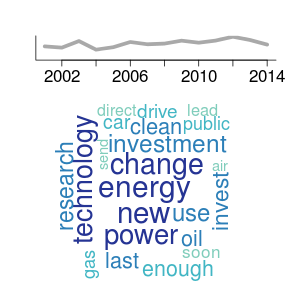 2002 2006 2010 2014
direct drive lead
car clean public
send investment
technology change air
research energy invest
new use
power oil
gas last soon
enough